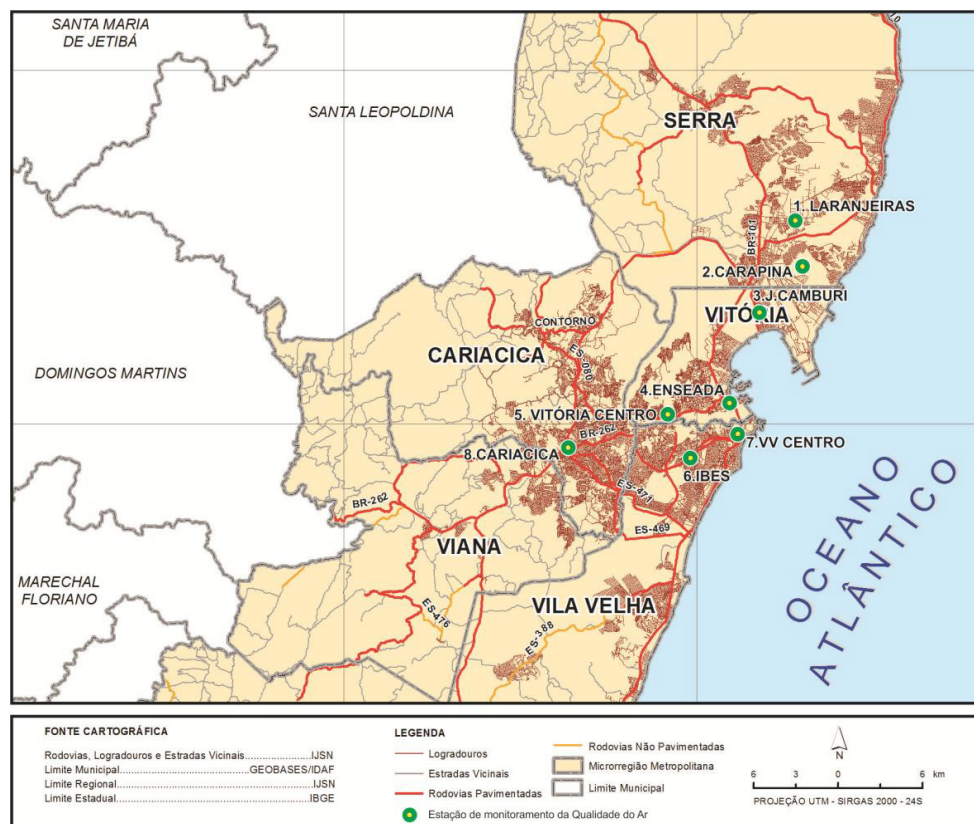 SANTA MARIA
DE JETIBÁ
SANTA LEOPOLDINA
SERRA
1. LARANJEIRAS
BR-101
2.CARAPINA
3.J.CAMBURI
VITÓRIA
CONTORNO
CARIACICA
ES-080
DOMINGOS MARTINS
4.ENSEADA
5. VITÓRIA CENTRO
BR-262
7.VV CENTRO
8.CARIACICA
6.IBES
ES-471
BR-262
ES-469
VIANA
MARECHAL
FLORIANO
VILA VELHA
ES-476
ES-388
OCEANO
ATLÂNTICO
FONTE CARTOGRÁFICA
Rodovias, Logradouros e Estradas Vicinais..............IJSN
Limite Municipal..............................GEOBASES/IDAF
Limite Regional.................................................IJSN
Limite Estadual.................................................IBGE
LEGENDA
Logradouros
Estradas Vicinais
Rodovias Pavimentadas
Estação de monitoramento da Qualidade do Ar
Rodovias Não Pavimentadas
Microrregião Metropolitana
Limite Municipal
N
6 3 0 6 km
PROJEÇÃO UTM - SIRGAS 2000 - 24S